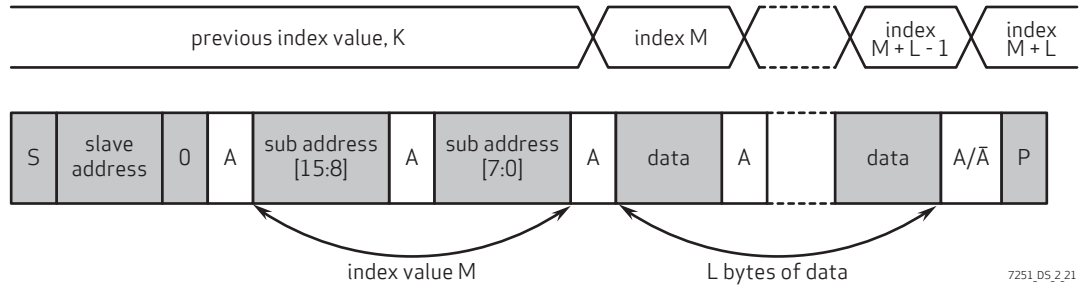 previous index value, K
index M
index
M + L - 1
index
M + L
S
slave
address
0
A
sub address
[15:8]
A
sub address
[7:0]
A
data
A
data
A/Ā
P
index value M
L bytes of data
7251_DS_2_21